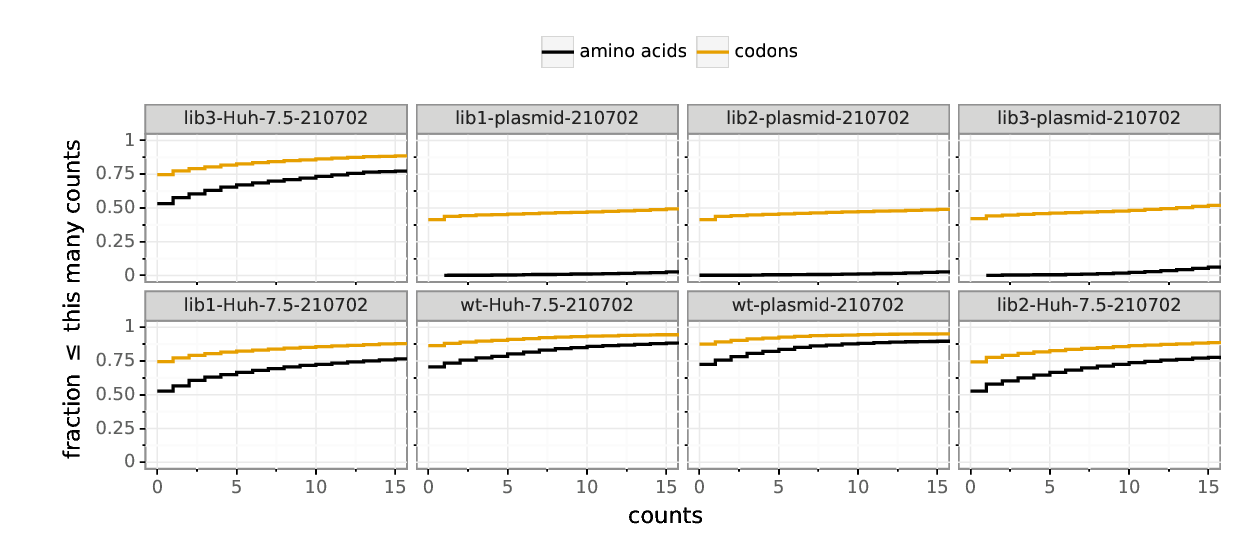 amino acids codons
lib3-Huh-7.5-210702 lib1-plasmid-210702 lib2-plasmid-210702 lib3-plasmid-210702
1
0.75
0.50
0.25
0
lib1-Huh-7.5-210702 wt-Huh-7.5-210702 wt-plasmid-210702 lib2-Huh-7.5-210702
1
0.75
0.50
0.25
0
0 5 10 15 0 5 10 15 0 5 10 15 0 5 10 15
counts
fraction ≤ this many counts